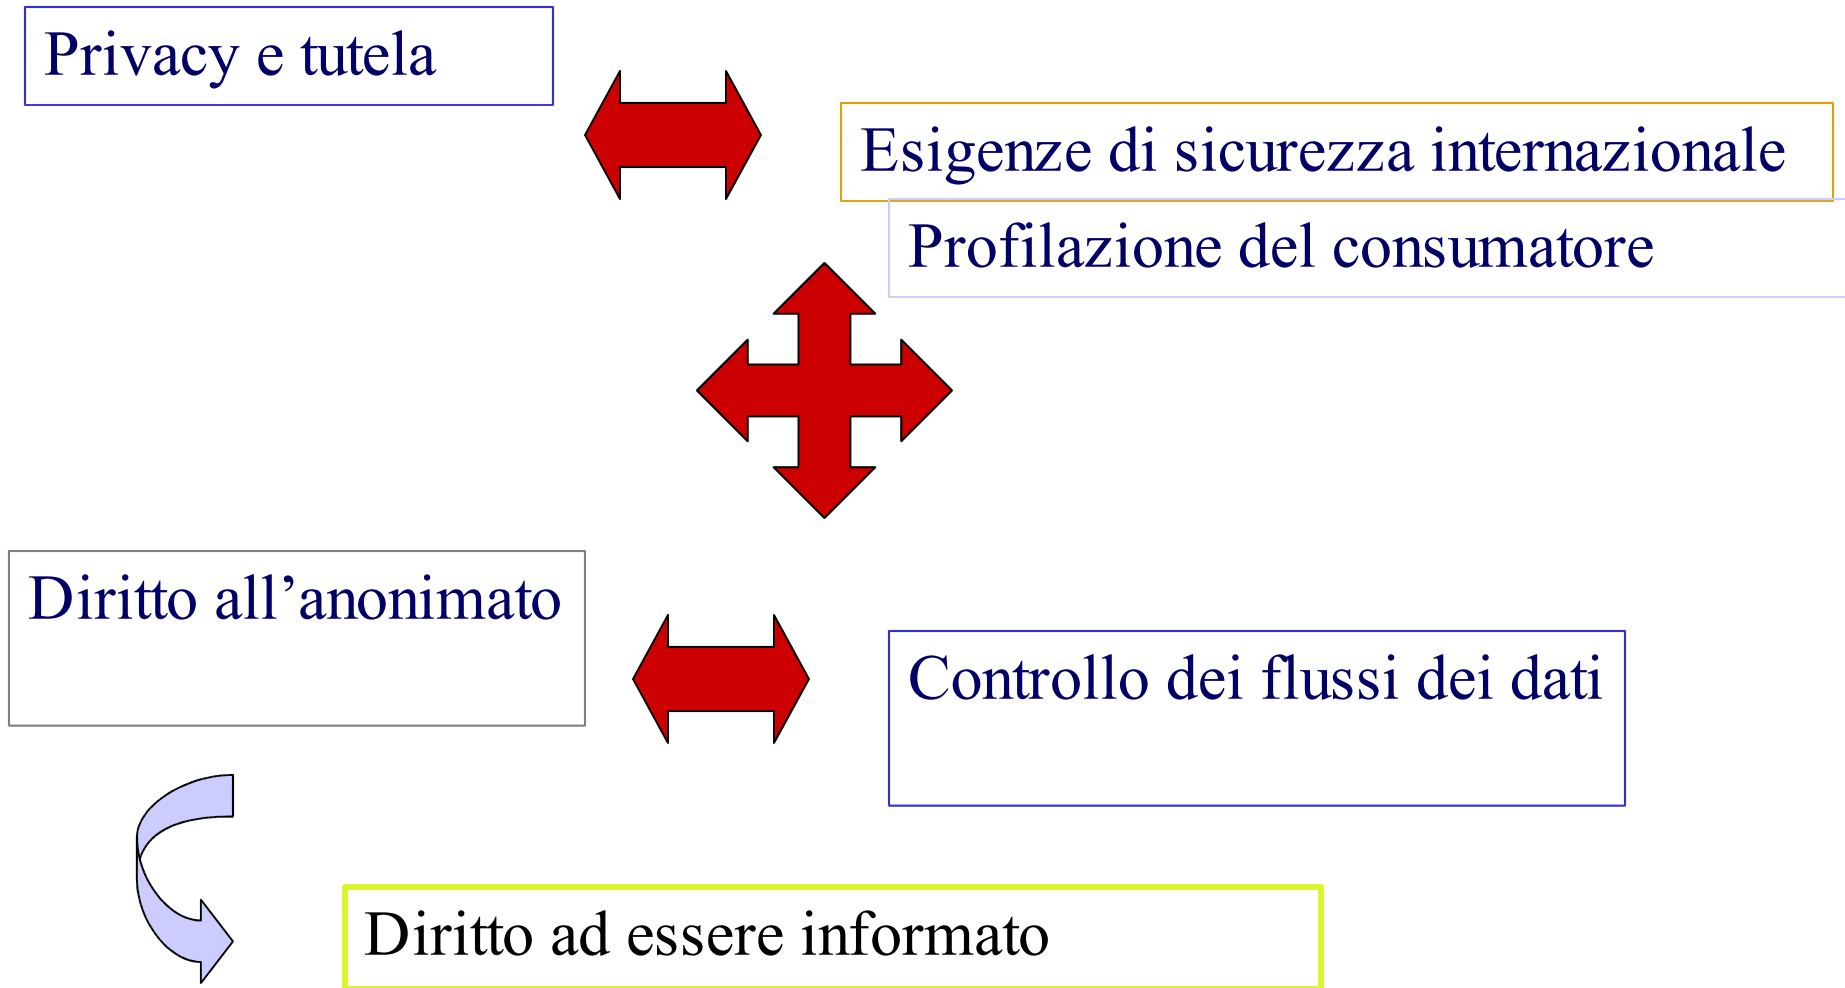 Privacy e tutela
Esigenze di sicurezza internazionale
Profilazione del consumatore
Diritto all’anonimato
Controllo dei flussi dei dati
Diritto ad essere informato